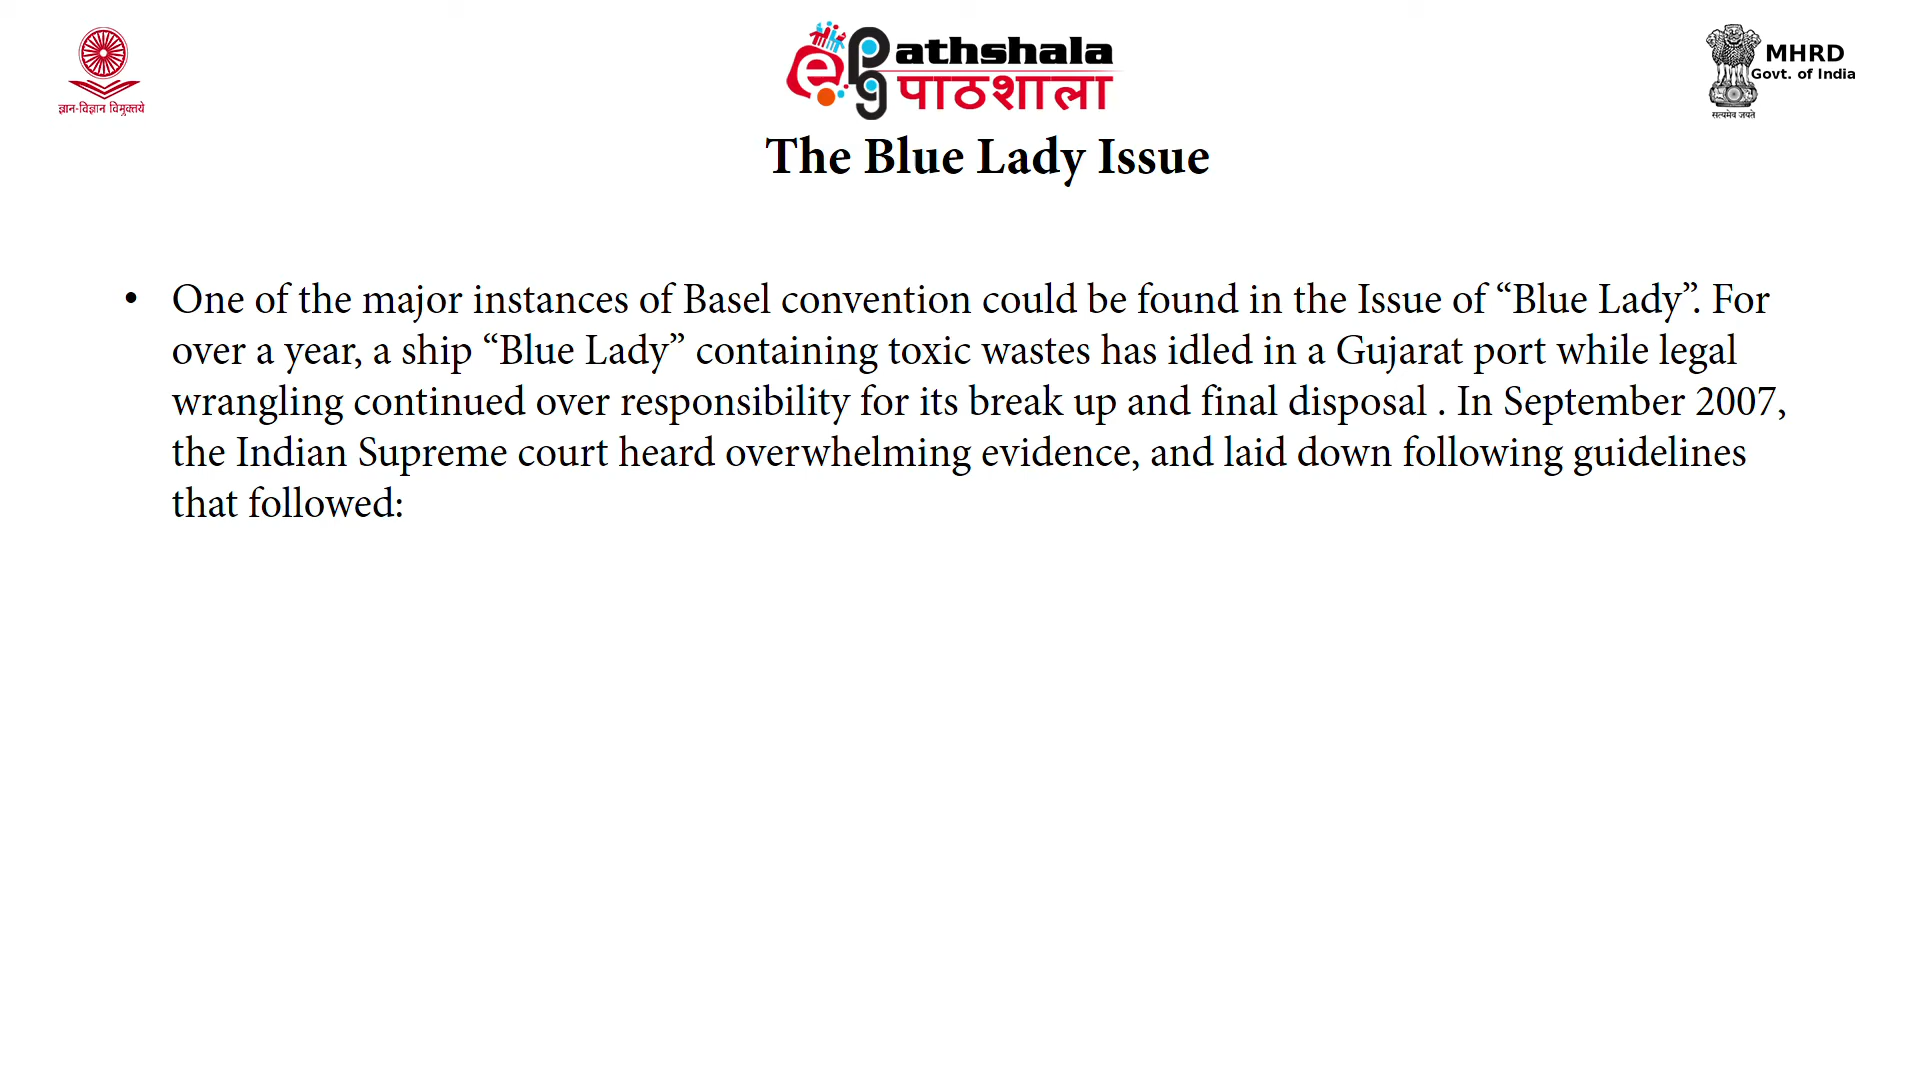 ज्ञान-विज्ञान विमुक्तये
e PG Pathshala
पाठशाला
MHRD
Govt. of India
सत्यमेव जयते
The Blue Lady Issue
• One of the major instances of Basel convention could be found in the Issue of “Blue Lady”. For
over a year, a ship “Blue Lady” containing toxic wastes has idled in a Gujarat port while legal
wrangling continued over responsibility for its break up and final disposal . In September 2007,
the Indian Supreme court heard overwhelming evidence, and laid down following guidelines
that followed: